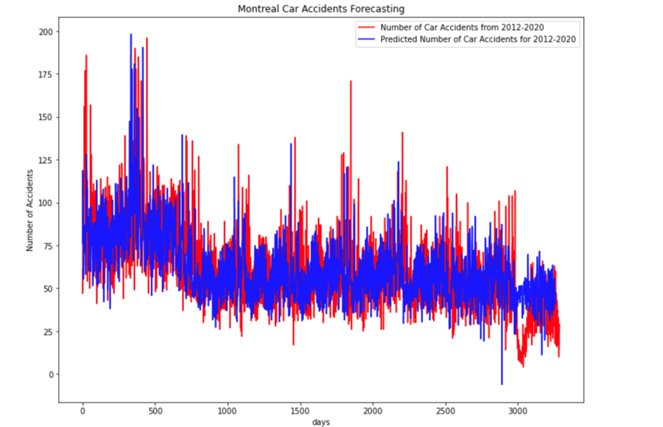 Montreal Car Accidents Forecasting
Number of Car Accidents from 2012-2020
Predicted Number of Car Accidents for 2012-2020
200
175
150
125
100
75
50
25
0
Number of Accidents
0 500 1000 1500 2000 2500 3000
days